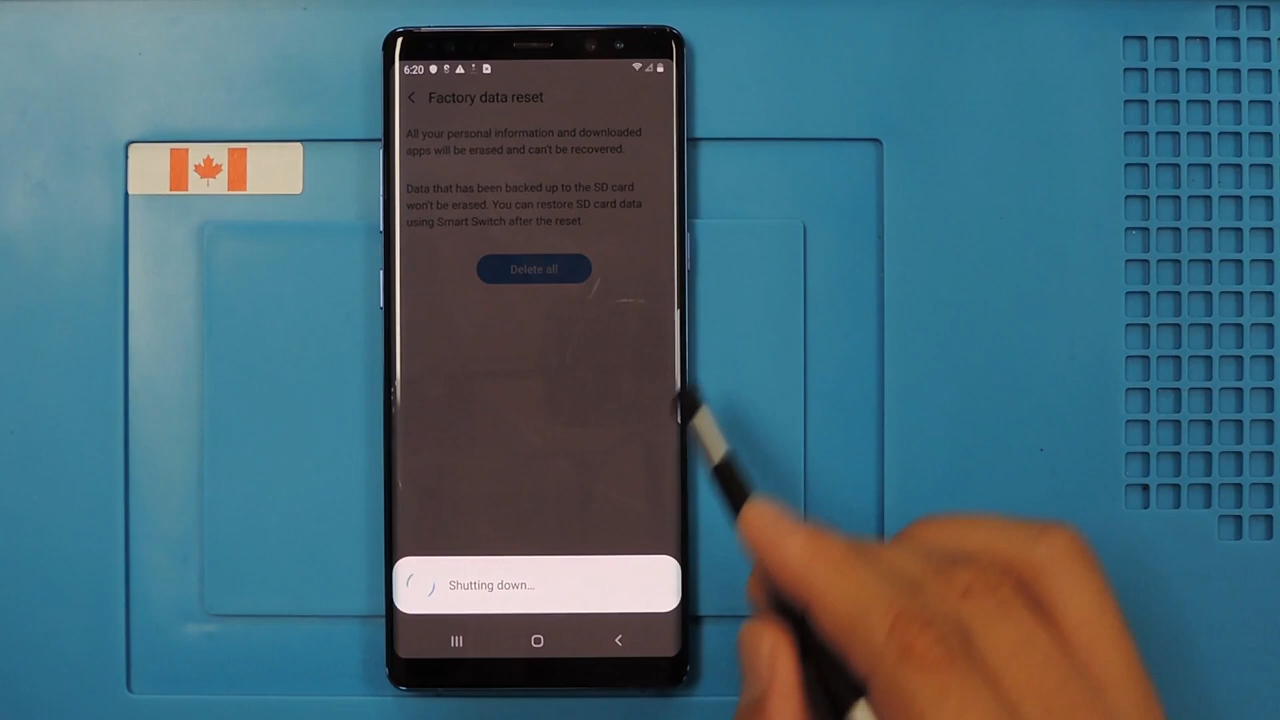 6:20
Factory data reset
All your personal information and downloaded
apps will be erased and can't be recovered.
Data that has been backed up to the SD card
won't be erased. You can restore SD card data
using Smart Switch after the reset.
Delete all
Shutting down...